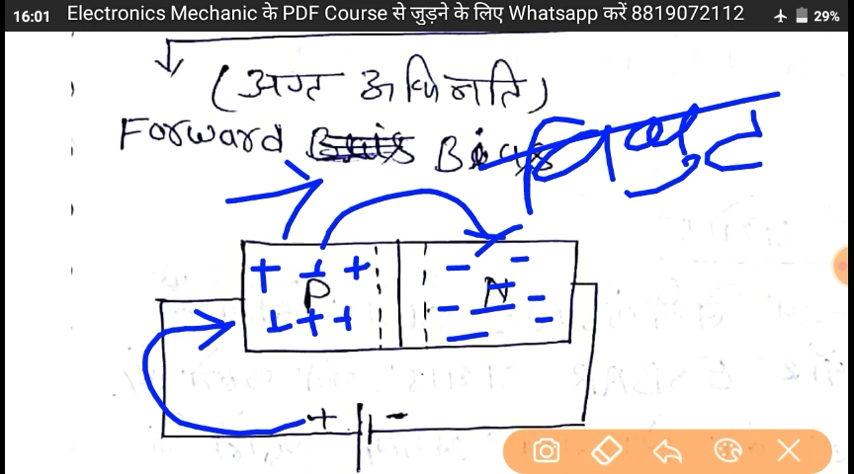 16:01 Electronics Mechanic के PDF Course से जुड़ने के लिए Whatsapp करें 8819072112 29%
(अग्र अभिनति)
Forward Bias
P N
+ -